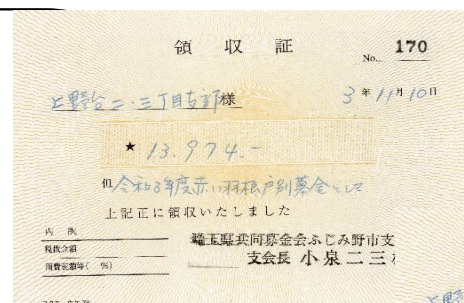 領収証
No. 170
上野台二・三丁目支部様
3年11月10日
★ 13.974.-
但 令和3年度赤い羽根戸別募金として
上記正に領収いたしました
内訳
税抜金額
消費税額等( %)
埼玉県共同募金会ふじみ野市支
支会長 小泉二三